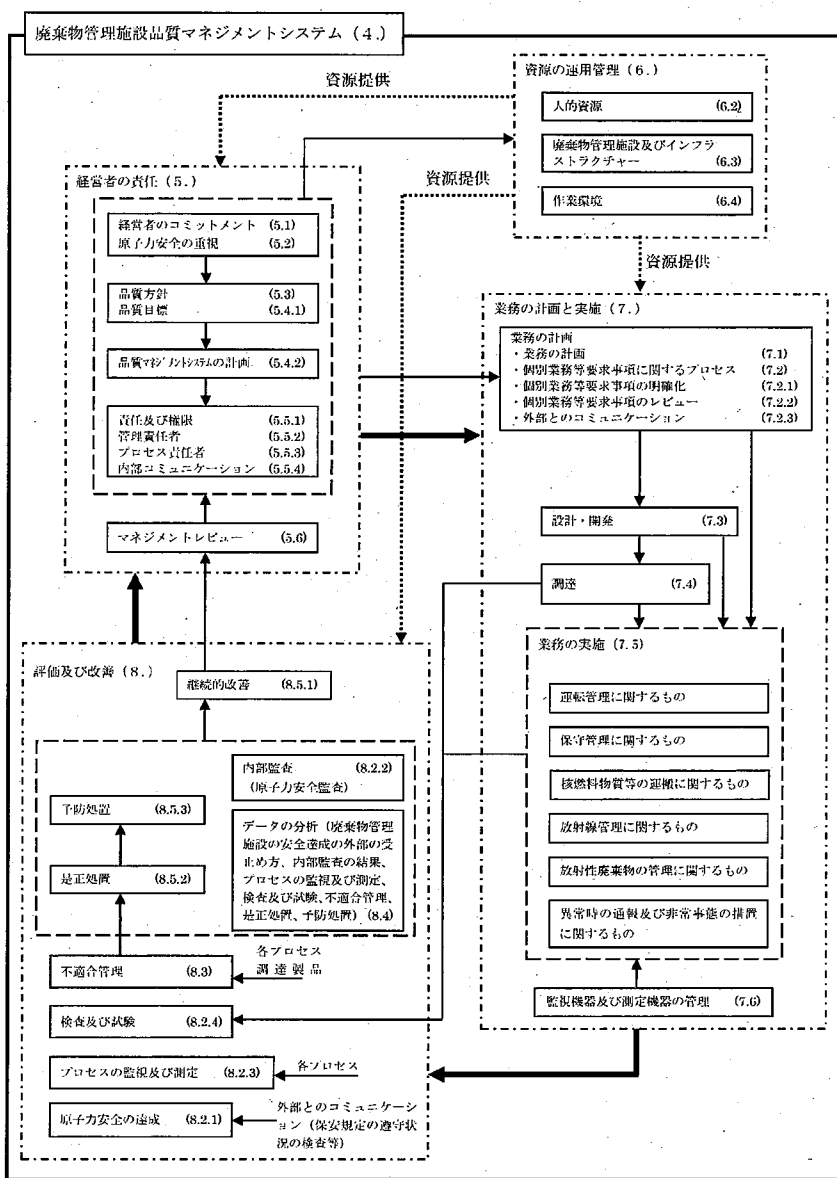 廃棄物管理施設品質マネジメントシステム (4.)
資源提供
資源の運用管理 (6.)
人的資源 (6.2)
廃棄物管理施設及びインフラ
ストラクチャー (6.3)
作業環境 (6.4)
資源提供
資源提供
経営者の責任 (5.)
経営者のコミットメント (5.1)
原子力安全の重視 (5.2)
品質方針 (5.3)
品質目標 (5.4.1)
品質マネジメントシステムの計画 (5.4.2)
責任及び権限 (5.5.1)
管理責任者 (5.5.2)
プロセス責任者 (5.5.3)
内部コミュニケーション (5.5.4)
マネジメントレビュー (5.6)
業務の計画と実施 (7.)
業務の計画
・業務の計画 (7.1)
・個別業務等要求事項に関するプロセス (7.2)
・個別業務等要求事項の明確化 (7.2.1)
・個別業務等要求事項のレビュー (7.2.2)
・外部とのコミュニケーション (7.2.3)
設計・開発 (7.3)
調達 (7.4)
業務の実施 (7.5)
運転管理に関するもの
保守管理に関するもの
核燃料物質等の運搬に関するもの
放射線管理に関するもの
放射性廃棄物の管理に関するもの
異常時の通報及び非常事態の措置
に関するもの
監視機器及び測定機器の管理 (7.6)
評価及び改善 (8.)
継続的改善 (8.5.1)
内部監査 (8.2.2)
(原子力安全監査)
予防処置 (8.5.3)
データの分析 (廃棄物管理
施設の安全達成の外部の受
止め方、内部監査の結果、
プロセスの監視及び測定、
検査及び試験、不適合管理、
是正処置、予防処置) (8.4)
是正処置 (8.5.2)
不適合管理 (8.3)
各プロセス
調達製品
検査及び試験 (8.2.4)
プロセスの監視及び測定 (8.2.3)
各プロセス
原子力安全の達成 (8.2.1)
外部とのコミュニケーシ
ョン (保安規定の遵守状
況の検査等)